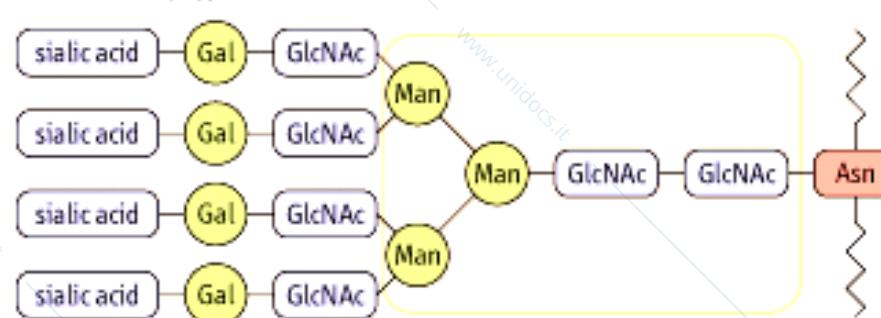 sialic acid Gal GlcNAc
Man
sialic acid Gal GlcNAc
Man GlcNAc GlcNAc Asn
sialic acid Gal GlcNAc
Man
sialic acid Gal GlcNAc
www.unidocs.it